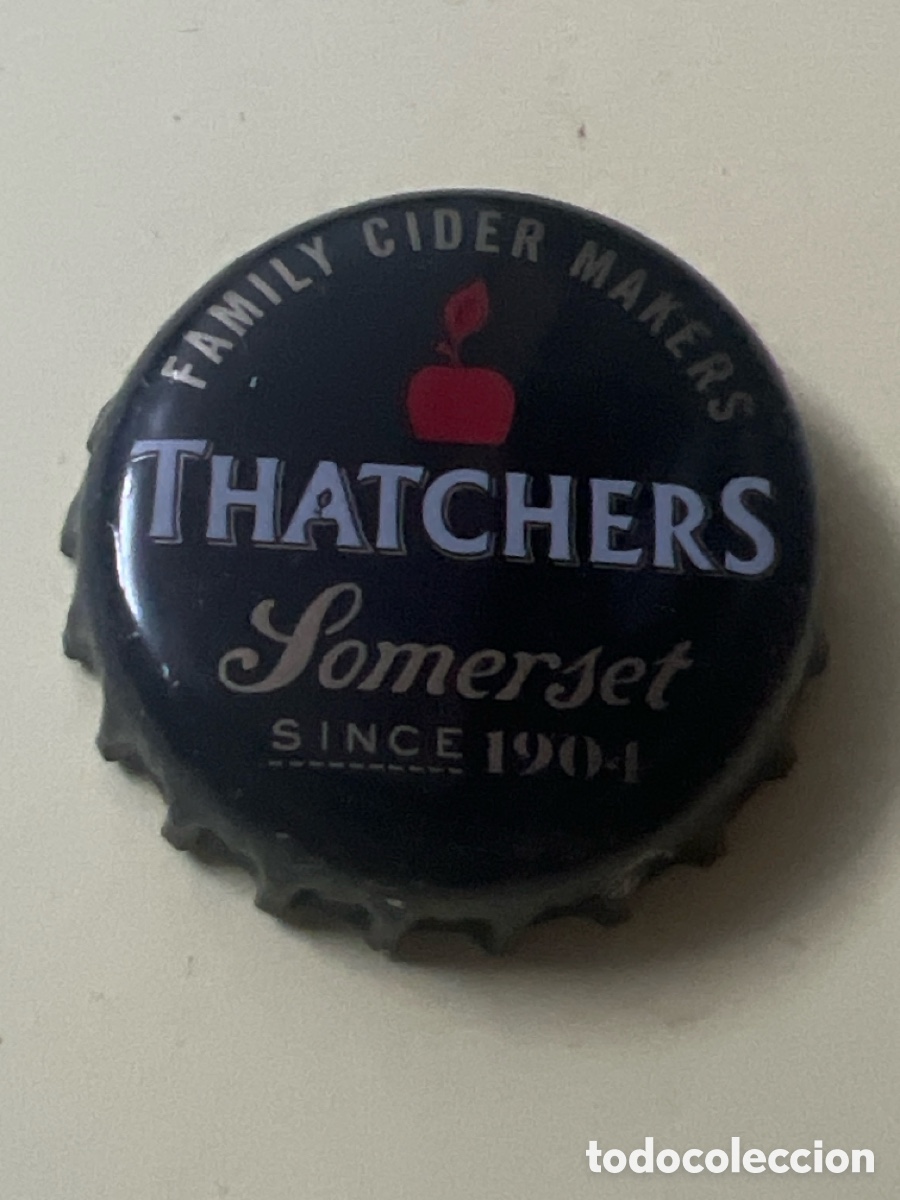 FAMILY CIDER MAKERS
THATCHERS
Somerset
SINCE 1904
todocoleccion